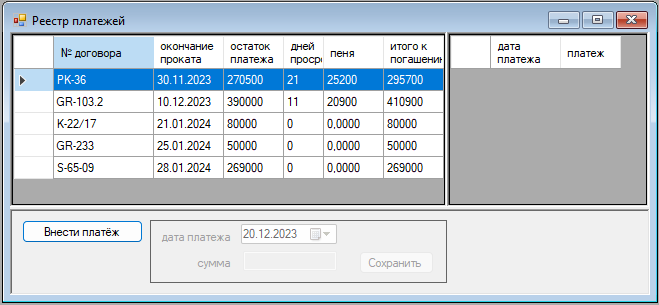 Реестр платежей
№ договора окончание проката остаток платежа дней проср пеня итого к погашени дата платежа платеж
РК-36 30.11.2023 270500 21 25200 295700
GR-103.2 10.12.2023 390000 11 20900 410900
К-22/17 21.01.2024 80000 0 0,0000 80000
GR-233 25.01.2024 50000 0 0,0000 50000
S-65-09 28.01.2024 269000 0 0,0000 269000
Внести платёж дата платежа 20.12.2023
сумма Сохранить